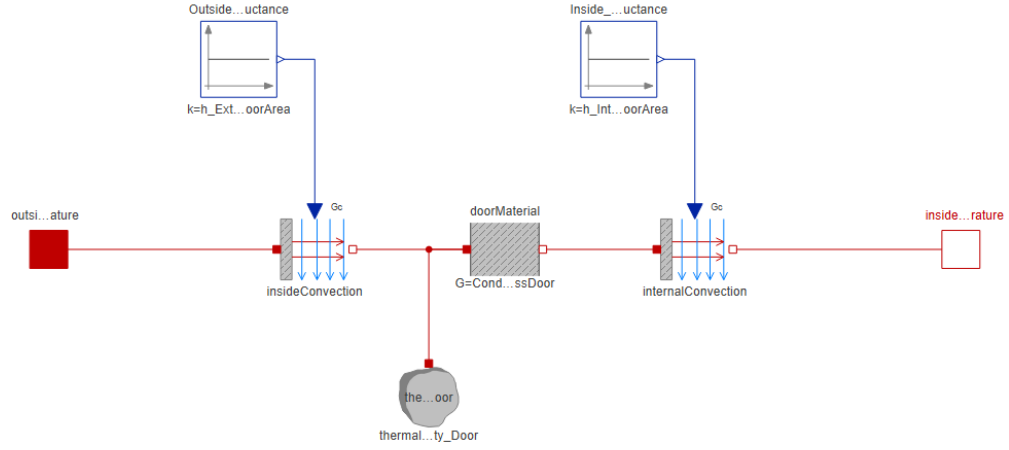 Outside...uctance
Inside_...uctance
k=h_Ext...oorArea
k=h_Int...oorArea
Gc
Gc
outsi...ature
doorMaterial
inside...rature
insideConvection
G=Cond...ssDoor
internalConvection
the...oor
thermal...ty_Door